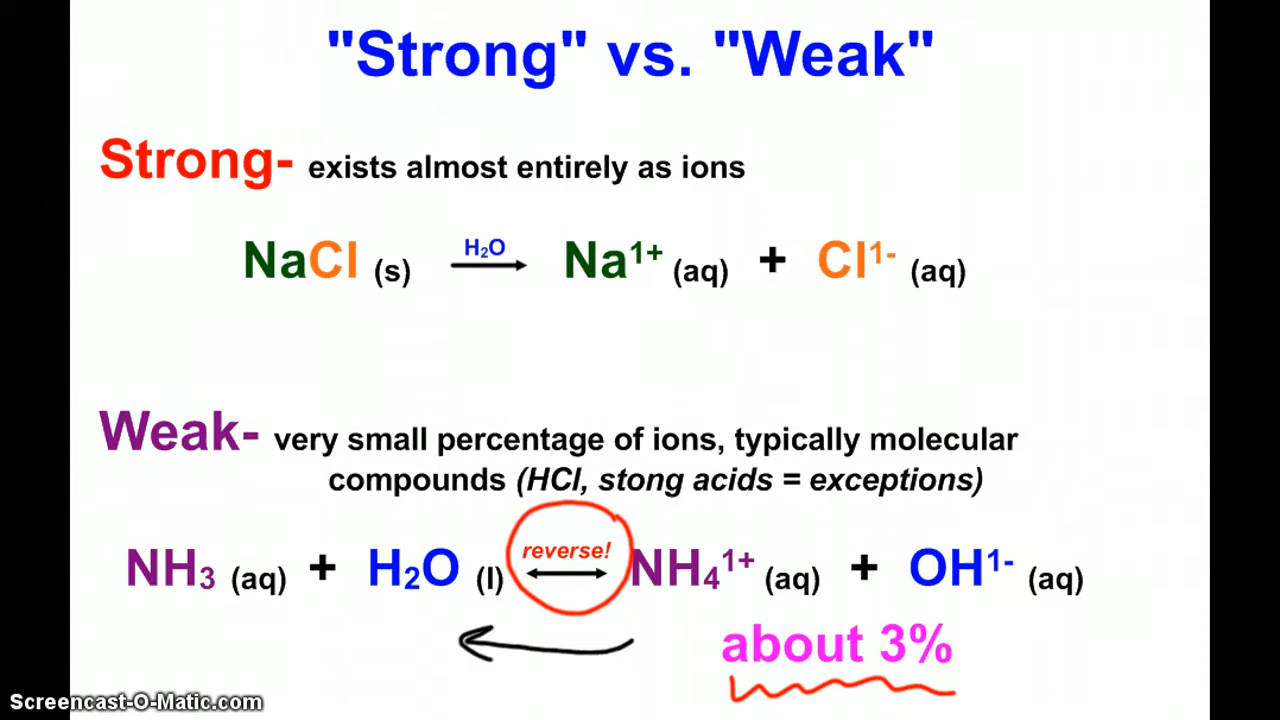 "Strong" vs. "Weak"
Strong- exists almost entirely as ions
NaCl (s) H₂O Na¹⁺ (aq) + Cl¹⁻ (aq)
Weak- very small percentage of ions, typically molecular
compounds (HCl, stong acids = exceptions)
reverse!
NH₃ (aq) + H₂O (l) ↔ NH₄¹⁺ (aq) + OH¹⁻ (aq)
about 3%
Screencast-O-Matic.com